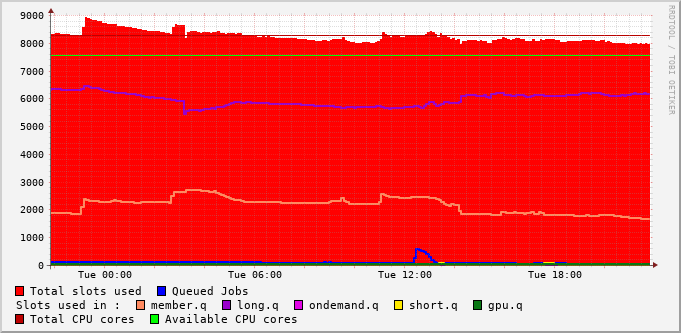 9000
8000
7000
6000
5000
4000
3000
2000
1000
0
Tue 00:00 Tue 06:00 Tue 12:00 Tue 18:00
RRDTOOL / TOBI OETIKER
Total slots used Queued Jobs
Slots used in : member.q long.q ondemand.q short.q gpu.q
Total CPU cores Available CPU cores